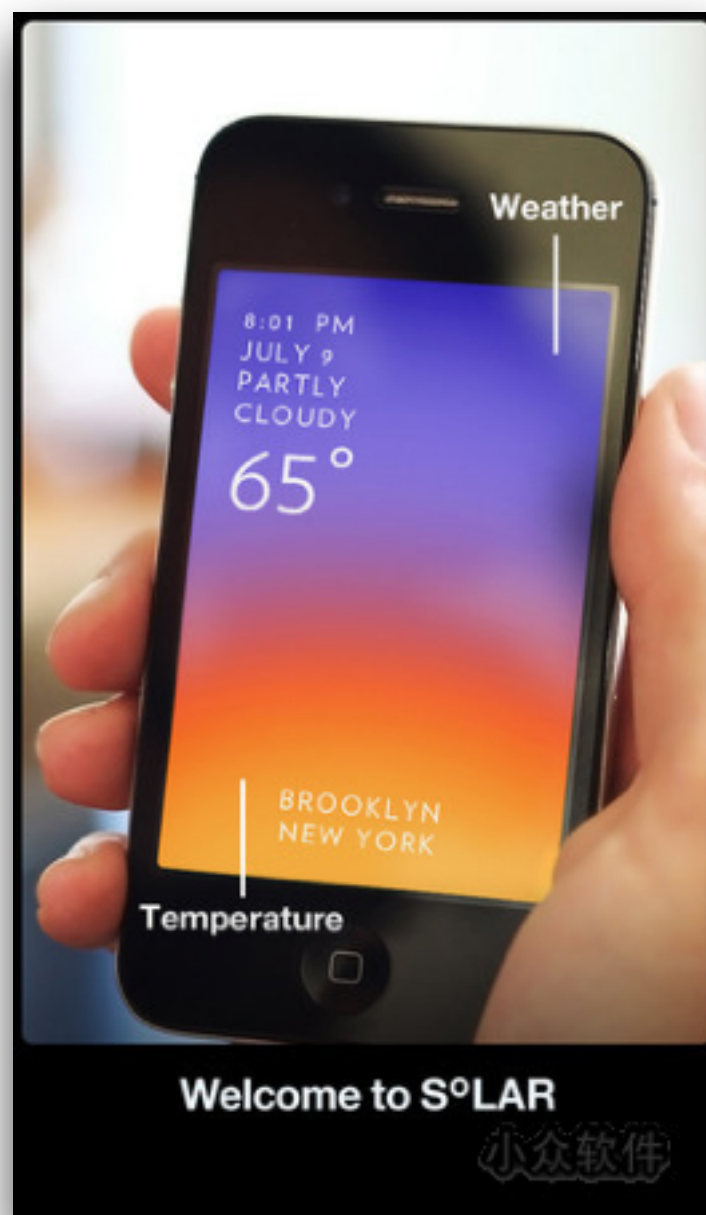 Weather
8:01 PM
JULY 9
PARTLY
CLOUDY
65°
BROOKLYN
NEW YORK
Temperature
Welcome to SºLAR
小众软件